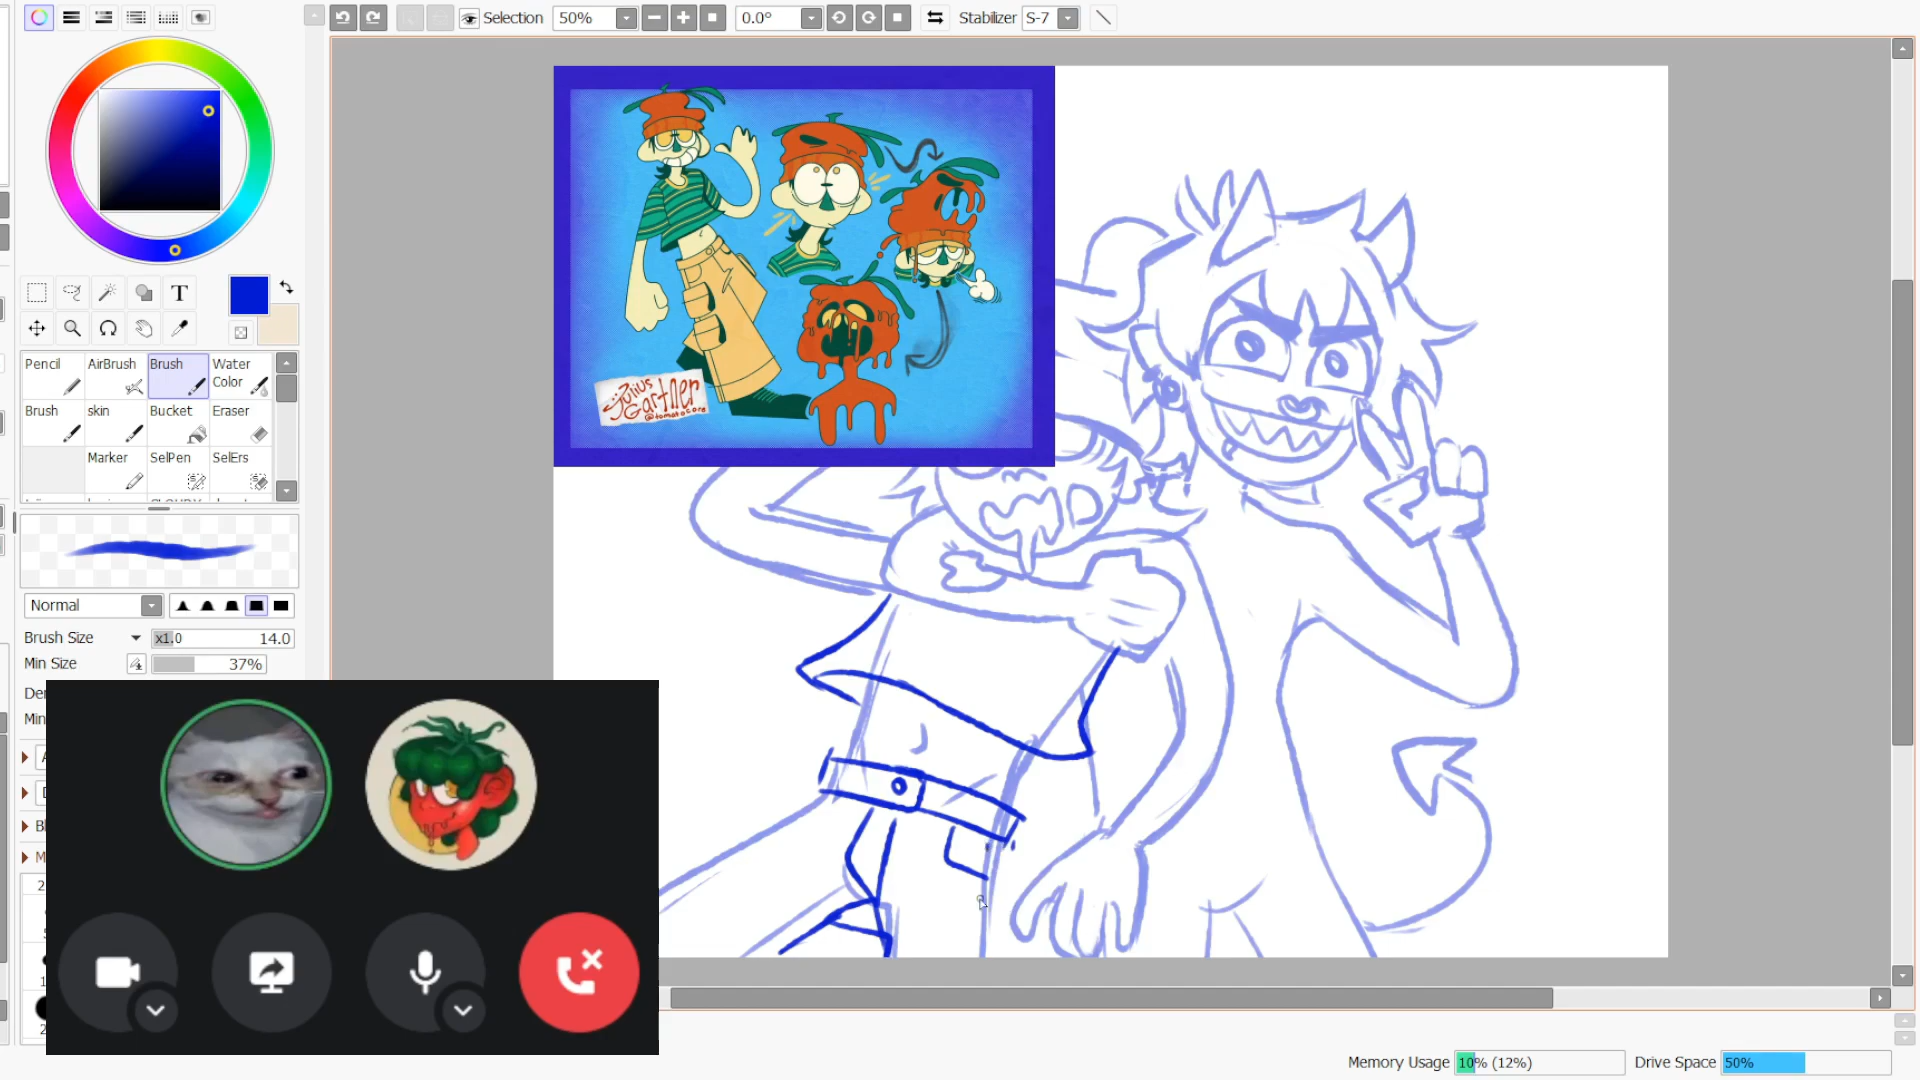 Selection 50% 0.0° Stabilizer S-7
T
Pencil AirBrush Brush Water Color
Brush skin Bucket Eraser
Marker SelPen SelErs
Normal
Brush Size x1.0 14.0
Min Size 37%
Julius
Gartner
@tomatocord
Memory Usage 10% (12%) Drive Space 50%